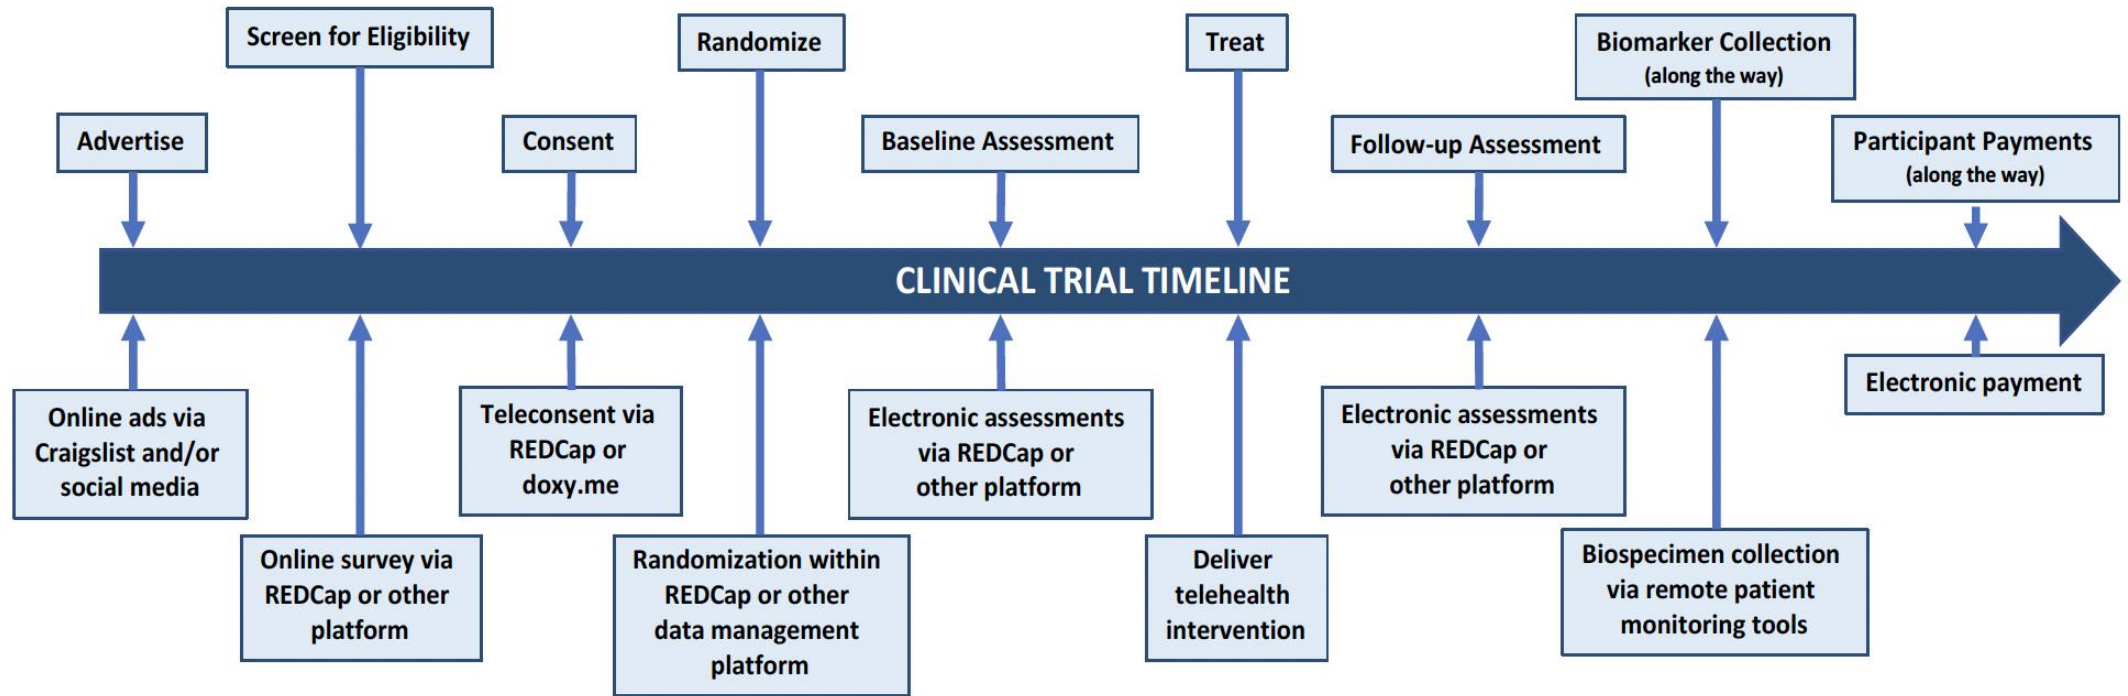 Screen for Eligibility
Randomize
Treat
Biomarker Collection
(along the way)
Advertise
Consent
Baseline Assessment
Follow-up Assessment
Participant Payments
(along the way)
CLINICAL TRIAL TIMELINE
Online ads via
Craigslist and/or
social media
Teleconsent via
REDCap or
doxy.me
Electronic assessments
via REDCap or
other platform
Electronic assessments
via REDCap or
other platform
Electronic payment
Online survey via
REDCap or other
platform
Randomization within
REDCap or other
data management
platform
Deliver
telehealth
intervention
Biospecimen collection
via remote patient
monitoring tools